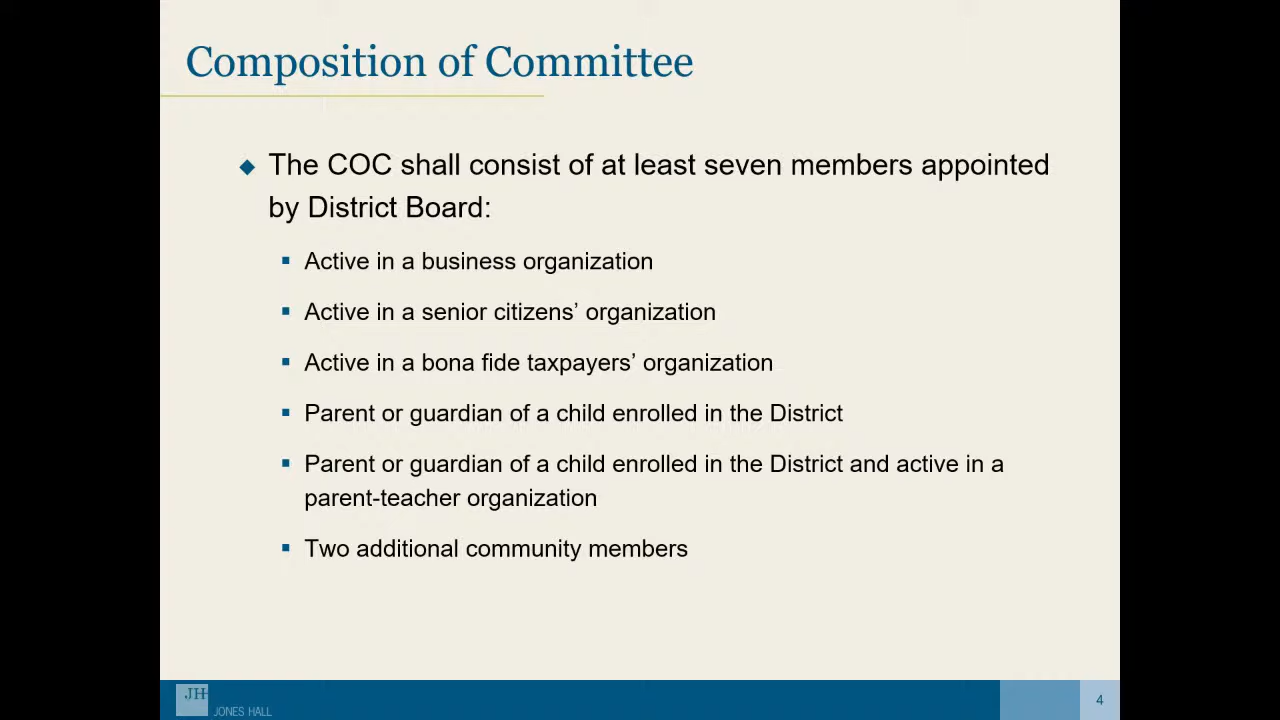 Composition of Committee
The COC shall consist of at least seven members appointed
by District Board:
Active in a business organization
Active in a senior citizens’ organization
Active in a bona fide taxpayers’ organization
Parent or guardian of a child enrolled in the District
Parent or guardian of a child enrolled in the District and active in a
parent-teacher organization
Two additional community members
JH
JONES HALL
4